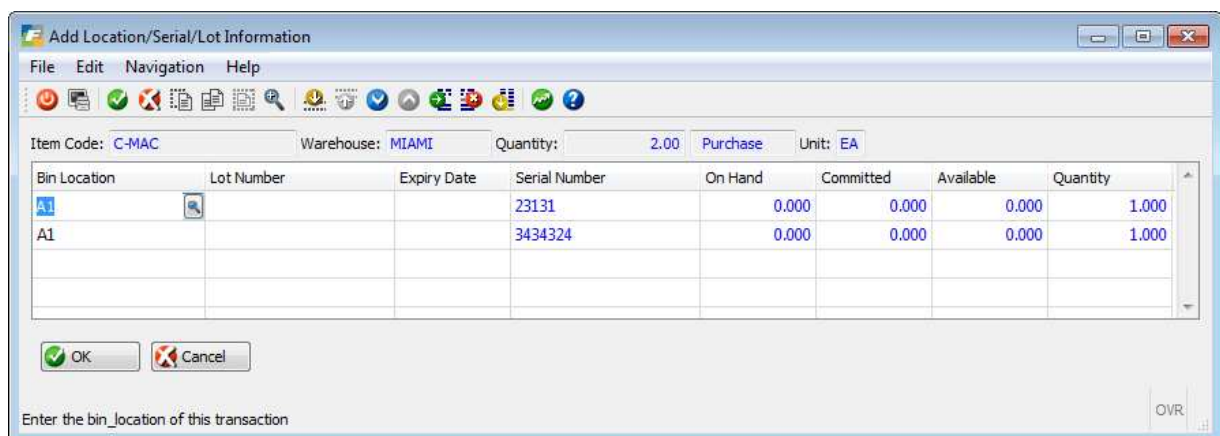 Add Location/Serial/Lot Information
File Edit Navigation Help
Item Code: C-MAC Warehouse: MIAMI Quantity: 2.00 Purchase Unit: EA
Bin Location Lot Number Expiry Date Serial Number On Hand Committed Available Quantity
A1 23131 0.000 0.000 0.000 1.000
A1 3434324 0.000 0.000 0.000 1.000
OK Cancel
Enter the bin_location of this transaction OVR